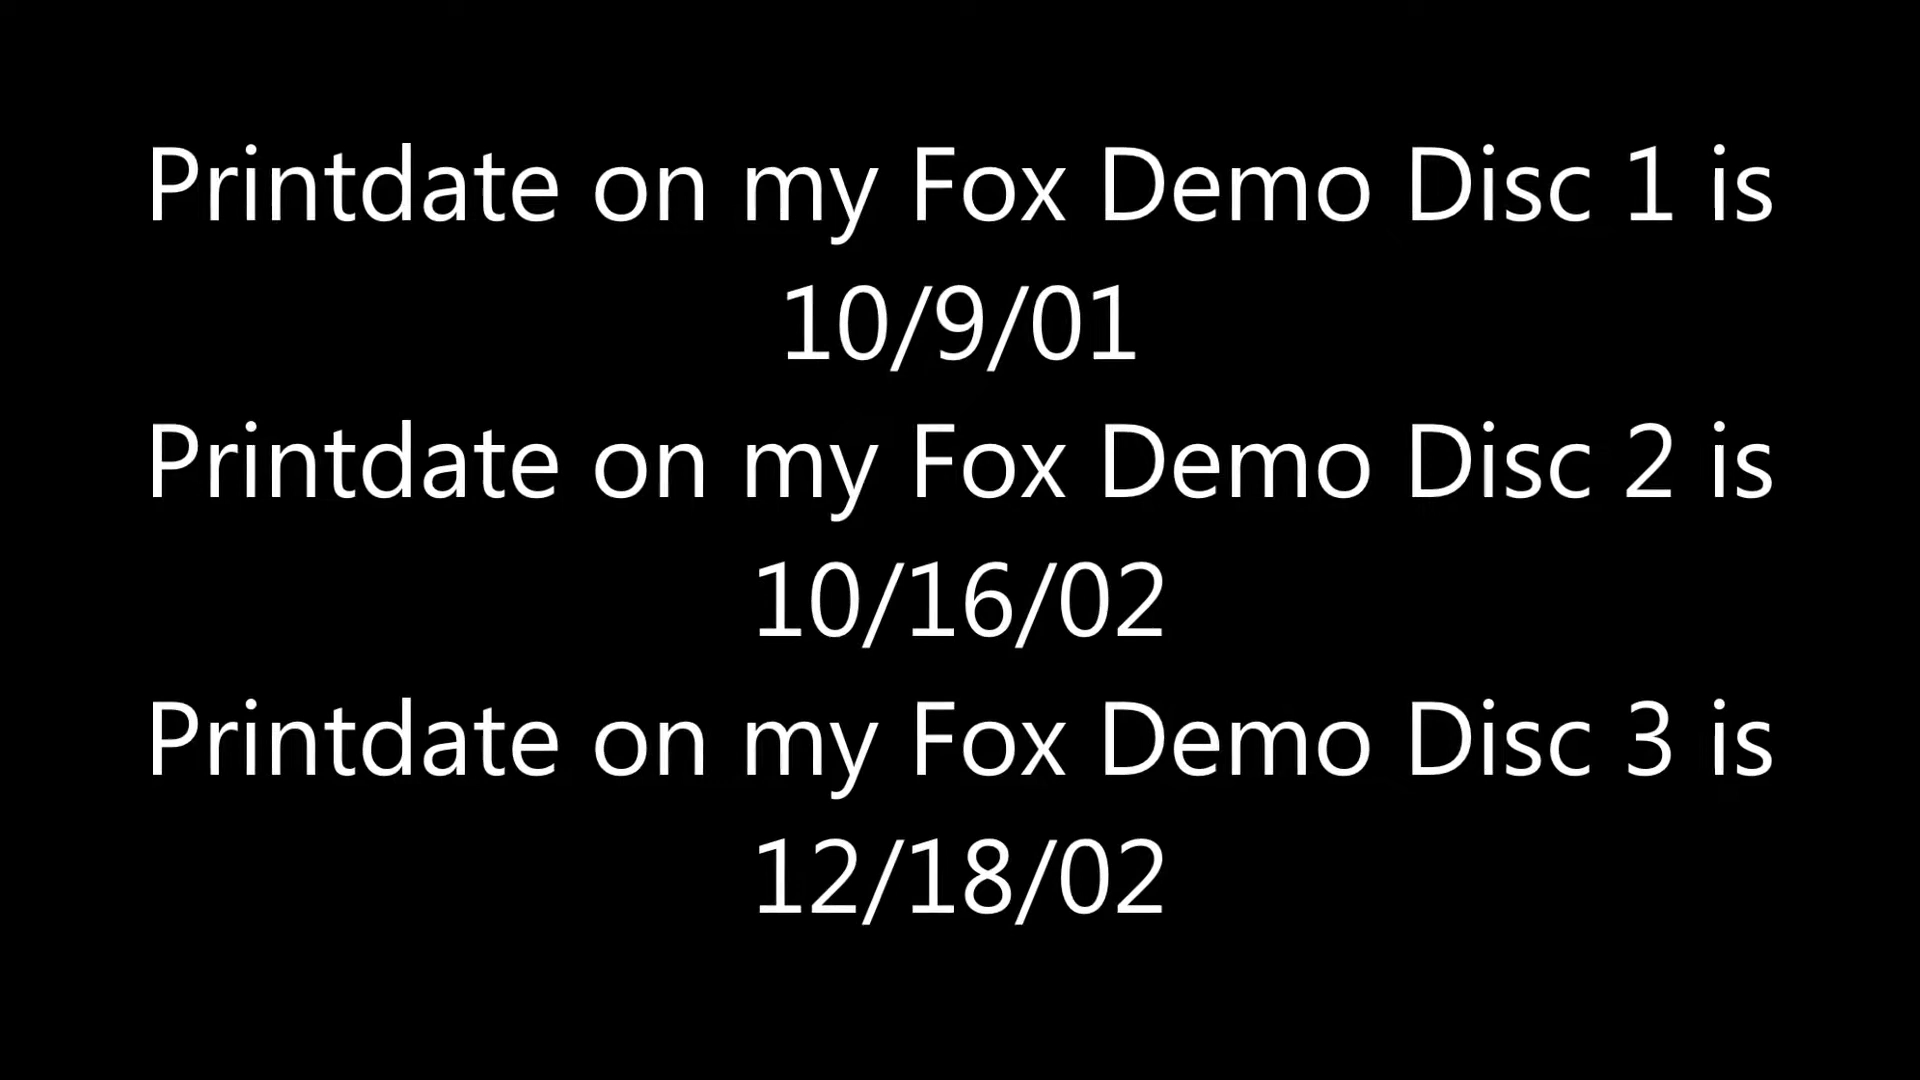 Printdate on my Fox Demo Disc 1 is
10/9/01
Printdate on my Fox Demo Disc 2 is
10/16/02
Printdate on my Fox Demo Disc 3 is
12/18/02